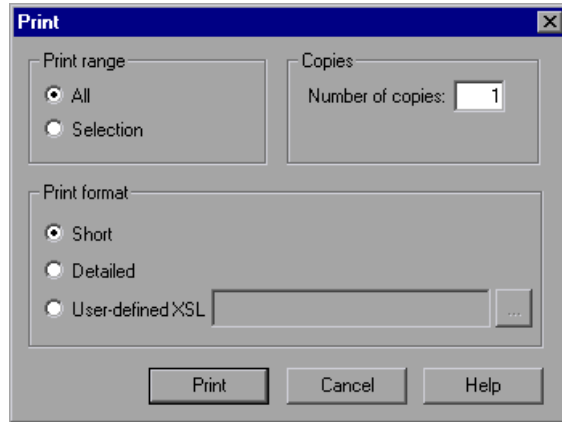 Print
Print range
All
Selection
Copies
Number of copies: 1
Print format
Short
Detailed
User-defined XSL
...
Print
Cancel
Help